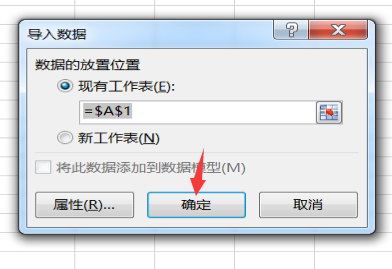 导入数据
数据的放置位置
现有工作表(E):
=$A$1
新工作表(N)
将此数据添加到数据模型(M)
属性(R)...
确定
取消